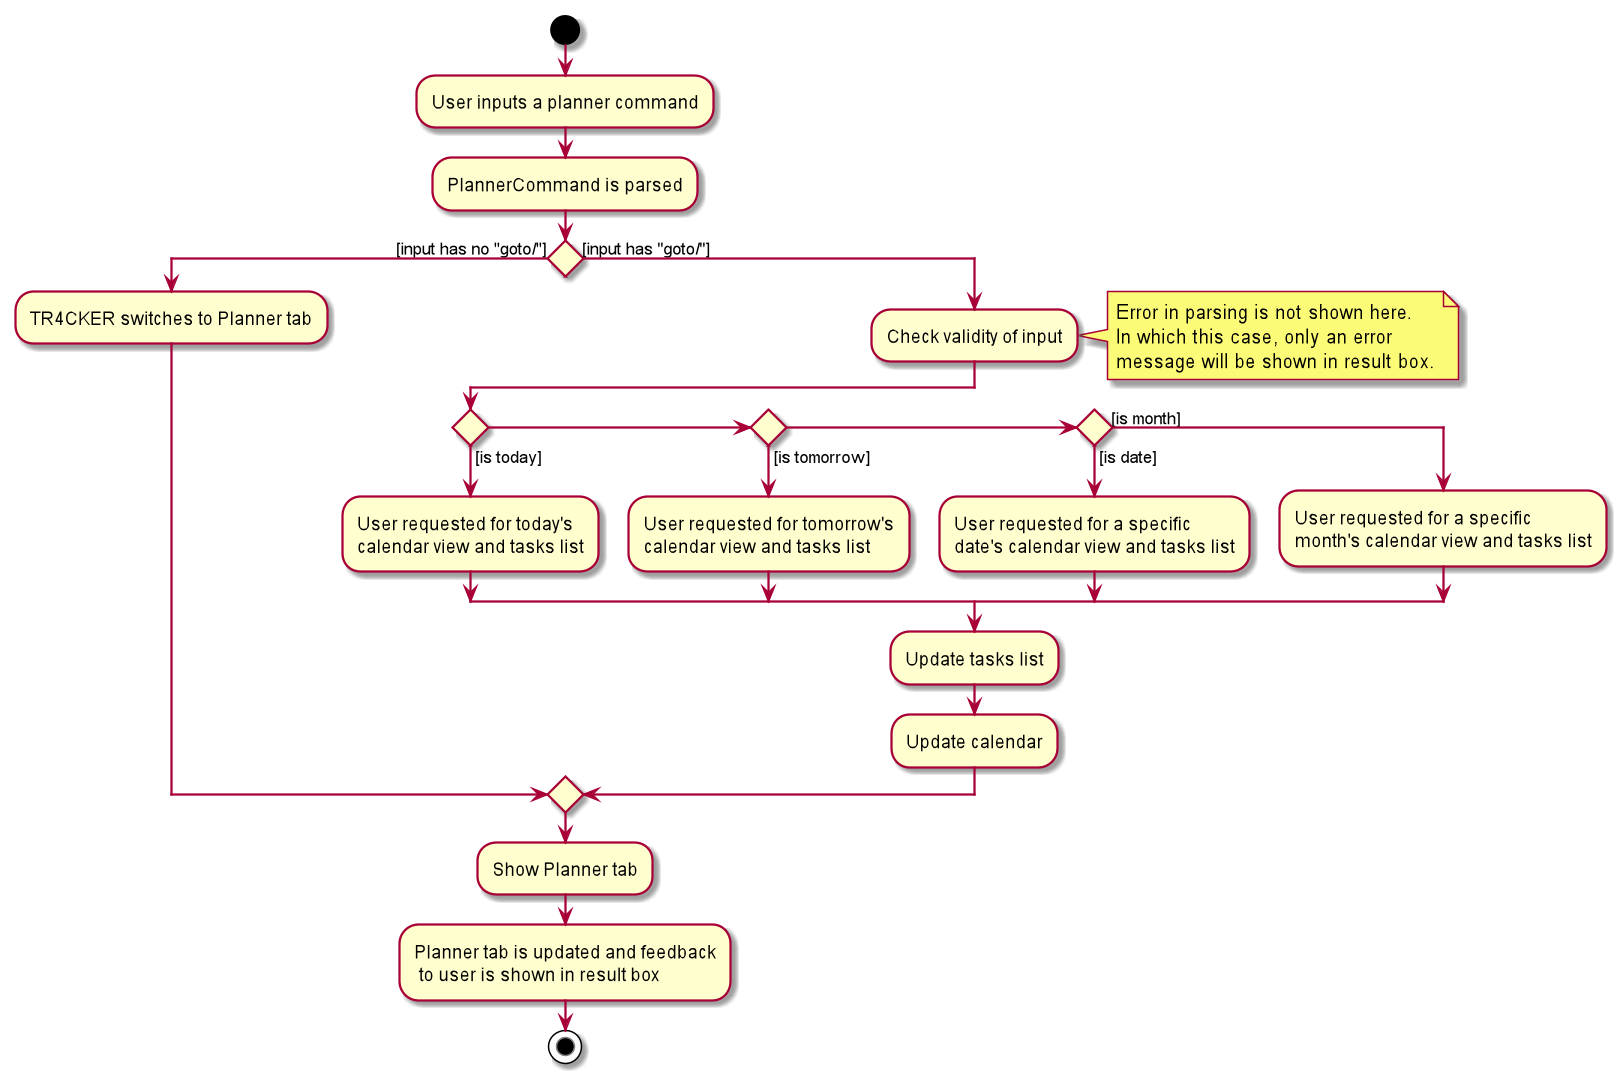 User inputs a planner command
PlannerCommand is parsed
[input has no "goto/"]
[input has "goto/"]
TR4CKER switches to Planner tab
Check validity of input
Error in parsing is not shown here.
In which this case, only an error
message will be shown in result box.
[is today]
[is tomorrow]
[is date]
[is month]
User requested for today's
calendar view and tasks list
User requested for tomorrow's
calendar view and tasks list
User requested for a specific
date's calendar view and tasks list
User requested for a specific
month's calendar view and tasks list
Update tasks list
Update calendar
Show Planner tab
Planner tab is updated and feedback
to user is shown in result box